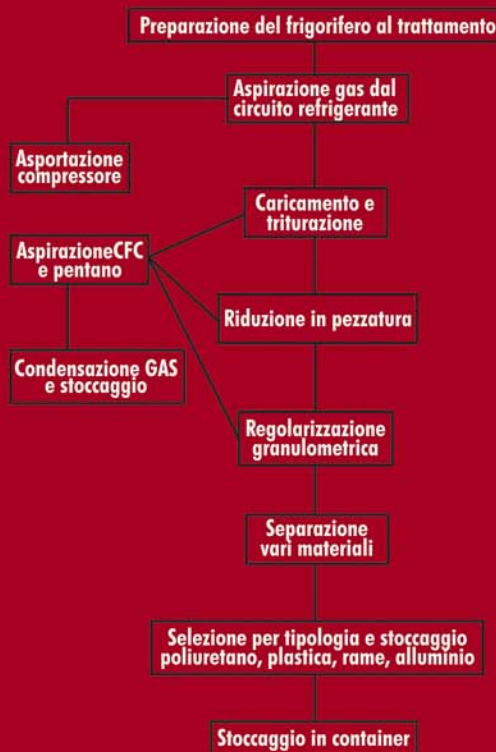 Preparazione del frigorifero al trattamento
Aspirazione gas dal
circuito refrigerante
Asportazione
compressore
Caricamento e
triturazione
AspirazioneCFC
e pentano
Riduzione in pezzatura
Condensazione GAS
e stoccaggio
Regolarizzazione
granulometrica
Separazione
vari materiali
Selezione per tipologia e stoccaggio
poliuretano, plastica, rame, alluminio
Stoccaggio in container